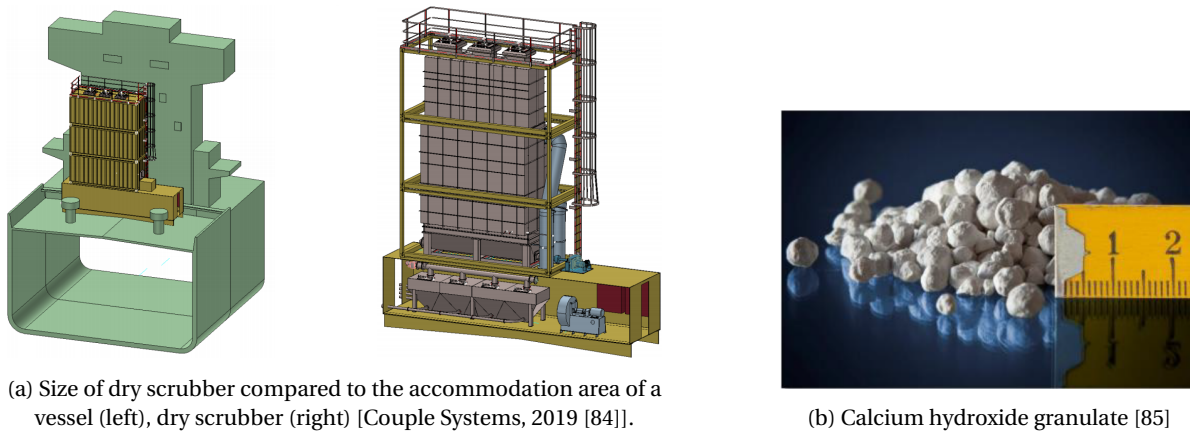 1 2
(a) Size of dry scrubber compared to the accommodation area of a
vessel (left), dry scrubber (right) [Couple Systems, 2019 [84]].
(b) Calcium hydroxide granulate [85]